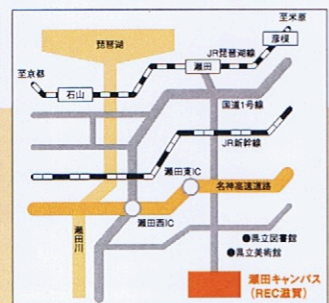 至米原
琵琶湖
JR琵琶湖線
彦根
瀬田
至京都
石山
国道1号線
JR新幹線
瀬田東IC
名神高速道路
瀬田西IC
瀬田川
●県立図書館
●県立美術館
瀬田キャンパス
(REC滋賀)